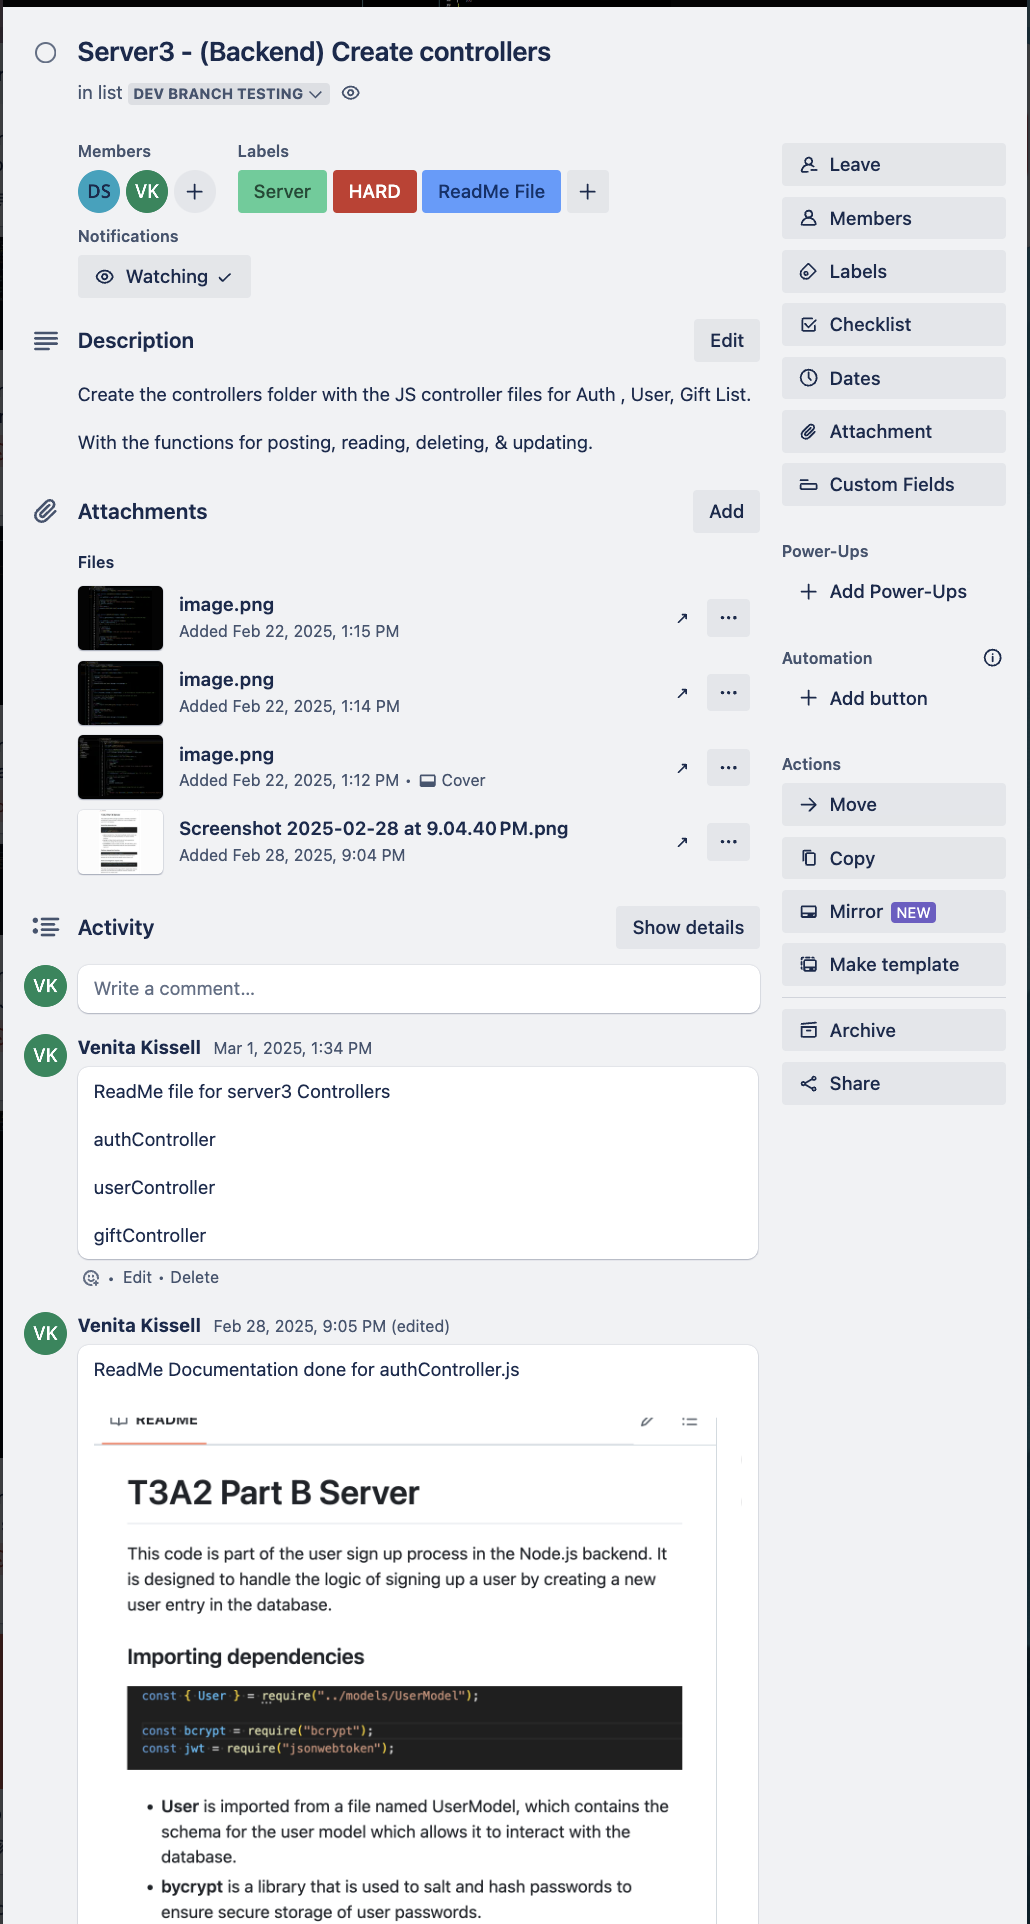 Server3 - (Backend) Create controllers
in list DEV BRANCH TESTING
Members
Labels
DS
VK
Server
HARD
ReadMe File
Notifications
Watching
Description
Edit
Create the controllers folder with the JS controller files for Auth , User, Gift List.
With the functions for posting, reading, deleting, & updating.
Attachments
Add
Files
image.png
Added Feb 22, 2025, 1:15 PM
image.png
Added Feb 22, 2025, 1:14 PM
image.png
Added Feb 22, 2025, 1:12 PM • Cover
Screenshot 2025-02-28 at 9.04.40 PM.png
Added Feb 28, 2025, 9:04 PM
Activity
Show details
VK
Write a comment...
VK
Venita Kissell Mar 1, 2025, 1:34 PM
ReadMe file for server3 Controllers
authController
userController
giftController
• Edit • Delete
VK
Venita Kissell Feb 28, 2025, 9:05 PM (edited)
ReadMe Documentation done for authController.js
README
T3A2 Part B Server
This code is part of the user sign up process in the Node.js backend. It
is designed to handle the logic of signing up a user by creating a new
user entry in the database.
Importing dependencies
const { User } = require("../models/UserModel");
const bcrypt = require("bcrypt");
const jwt = require("jsonwebtoken");
• User is imported from a file named UserModel, which contains the
schema for the user model which allows it to interact with the
database.
• bycrypt is a library that is used to salt and hash passwords to
ensure secure storage of user passwords.
Leave
Members
Labels
Checklist
Dates
Attachment
Custom Fields
Power-Ups
Add Power-Ups
Automation
Add button
Actions
Move
Copy
Mirror NEW
Make template
Archive
Share